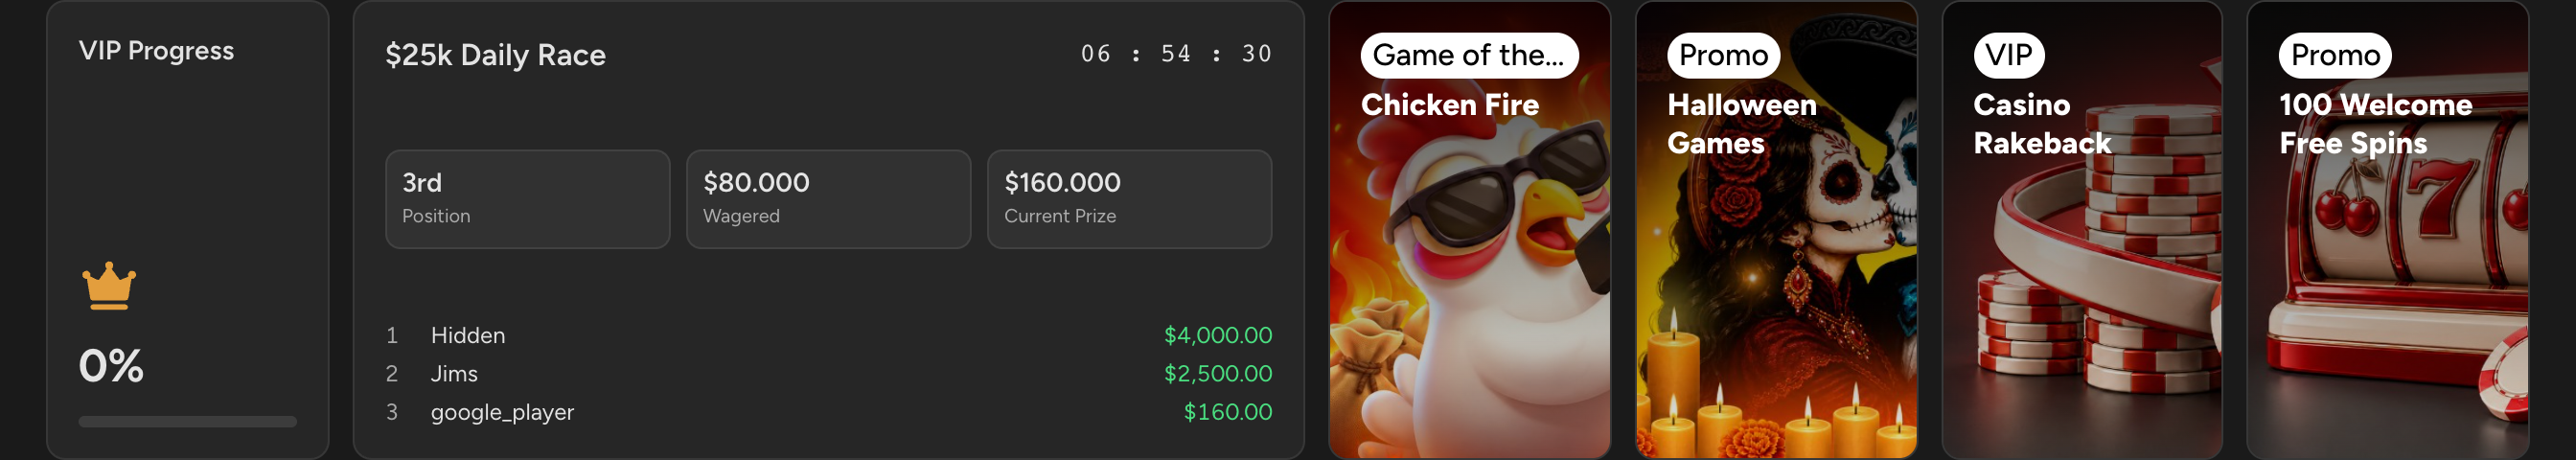 VIP Progress
0%
$25k Daily Race
06 : 54 : 30
3rd
Position
$80.000
Wagered
$160.000
Current Prize
1 Hidden $4,000.00
2 Jims $2,500.00
3 google_player $160.00
Game of the...
Chicken Fire
Promo
Halloween
Games
VIP
Casino
Rakeback
Promo
100 Welcome
Free Spins
7